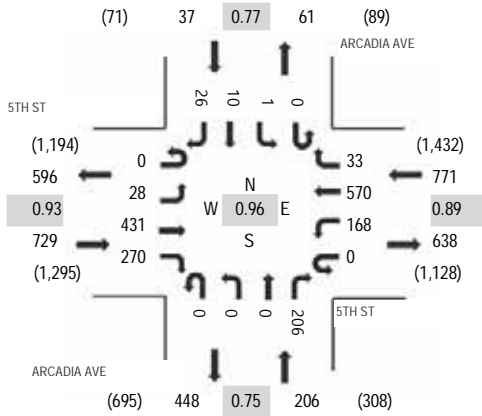 (71) 37 0.77 61 (89)
ARCADIA AVE
26 10 1 0
5TH ST
(1,194) 0 33 (1,432)
596 28 N 570 771
0.93 W 0.96 E 0.89
431 168
729 S 638
270 0
(1,295) (1,128)
0 0 0 206
5TH ST
ARCADIA AVE
(695) 448 0.75 206 (308)